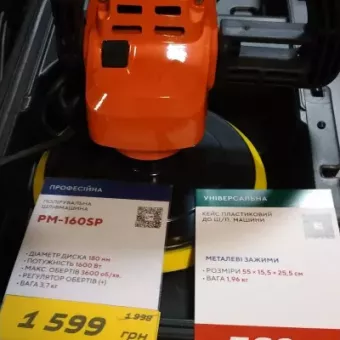 ПРОФЕСІЙНА
ПОЛІРУВАЛЬНА
ШЛІФМАШИНА
PM-160SP
• ДІАМЕТР ДИСКА 180 мм
• ПОТУЖНІСТЬ 1600 Вт
• МАКС ОБЕРТІВ 3600 об/хв.
• РЕГУЛЯТОР ОБЕРТІВ (+)
• ВАГА 3,7 кг
1 998
1 599
ГРН
УНІВЕРСАЛЬНА
КЕЙС ПЛАСТИКОВИЙ
ДО Ш/П. МАШИНИ
МЕТАЛЕВІ ЗАЖИМИ
• РОЗМІРИ 55 × 15,5 × 25,5 см
• ВАГА 1,96 кг